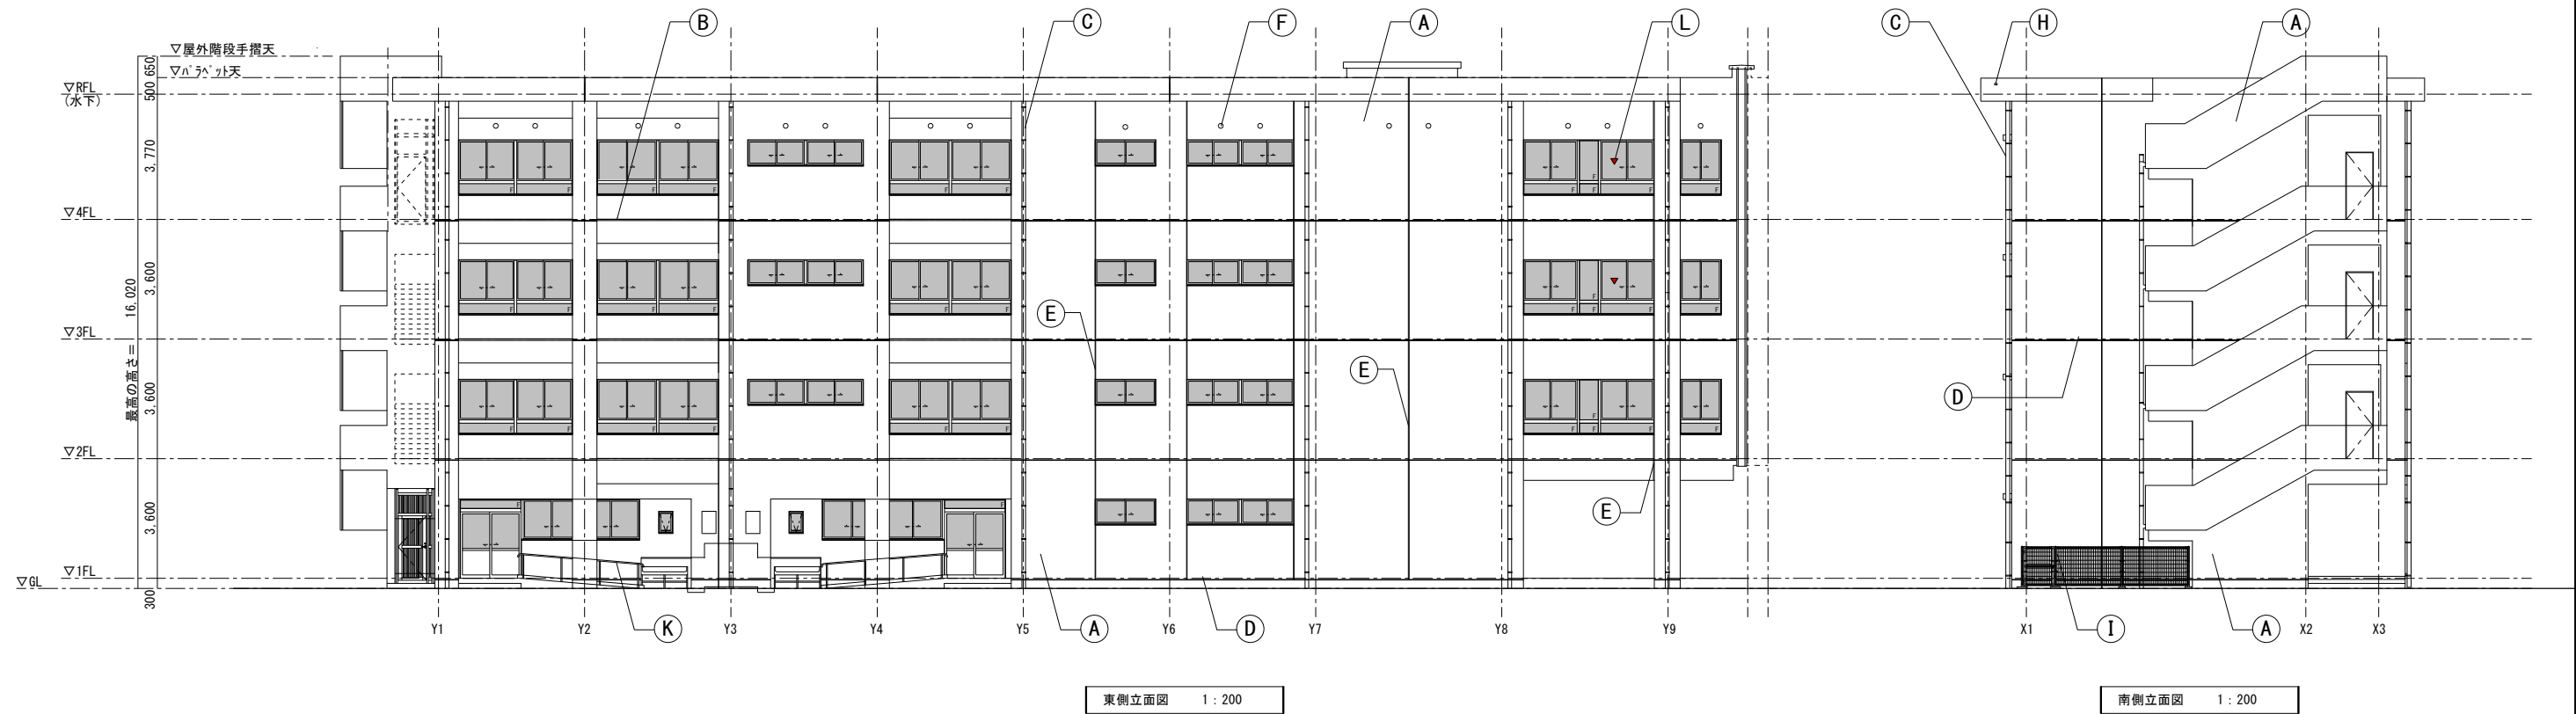 B
C
F
A
L
C
H
A
▽屋外階段手摺天
▽パラペット天
▽RFL
(水下)
650
500
3,770
▽4FL
3,600
16,020
最高の高さ＝
▽3FL
3,600
▽2FL
3,600
▽1FL
▽GL
300
E
E
E
D
F F F F F F F F F F
F F F F F F F F F F
F F F F F F F F F F
F F
K
A
D
I
A
Y1 Y2 Y3 Y4 Y5 Y6 Y7 Y8 Y9 X1 X2 X3
東側立面図 1：200
南側立面図 1：200